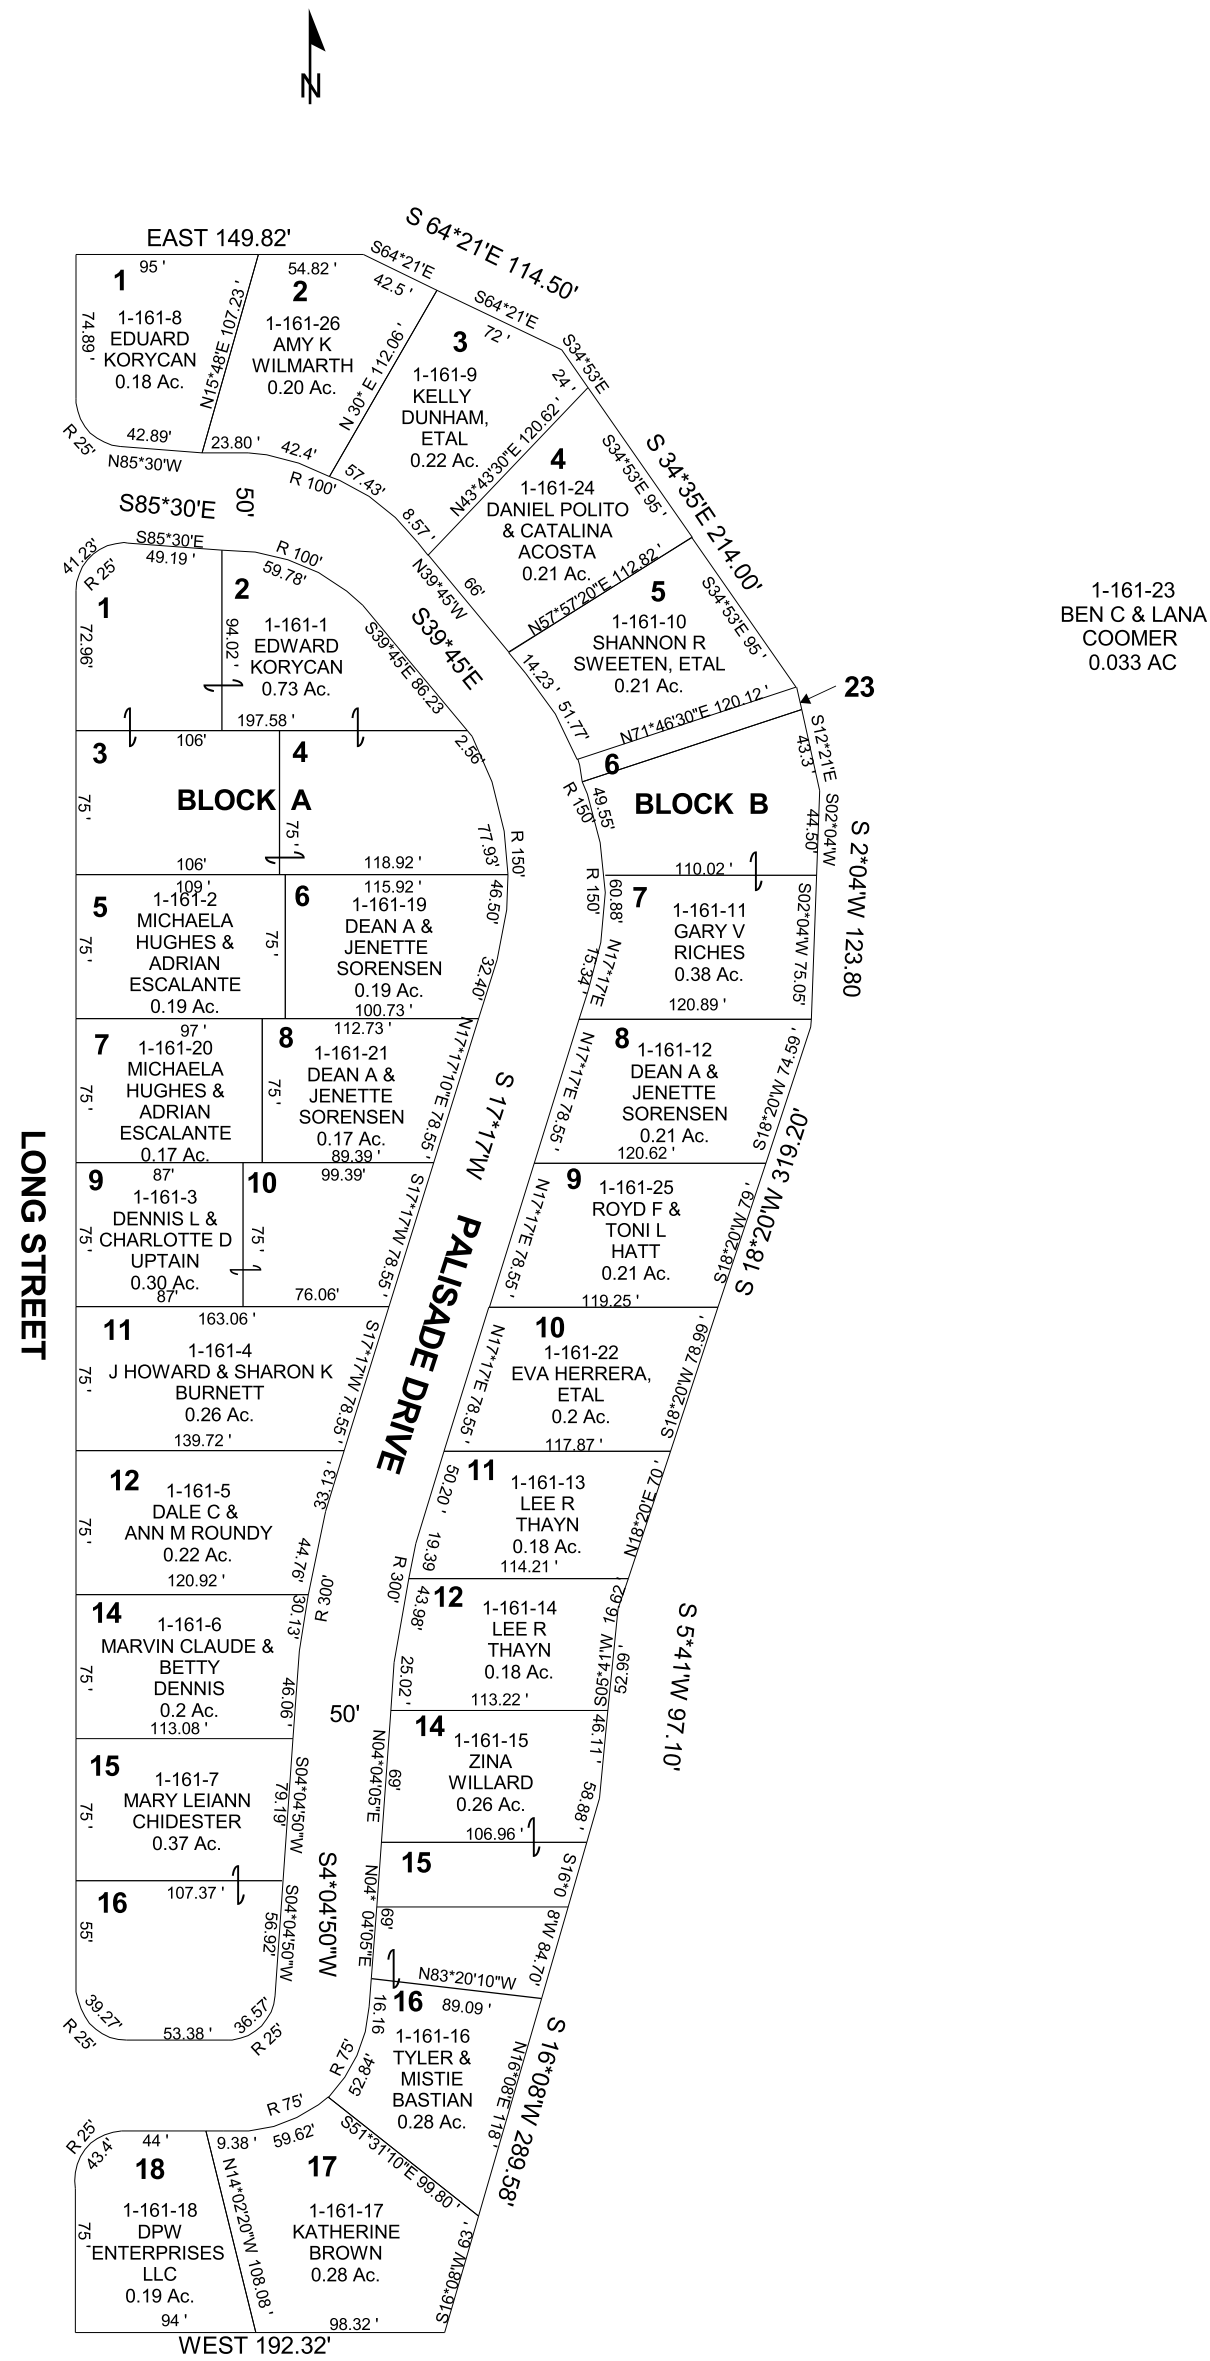 N
EAST 149.82'
S 64*21'E 114.50'
95 '
1
1-161-8
EDUARD
KORYCAN
0.18 Ac.
74.89 '
N15*48'E 107.23 '
R 25'
42.89'
N85*30'W
54.82 '
2
1-161-26
AMY K
WILMARTH
0.20 Ac.
S64*21'E
42.5 '
N 30* E 112.06 '
23.80 '
42.4'
R 100'
S64*21'E
72 '
3
1-161-9
KELLY
DUNHAM,
ETAL
0.22 Ac.
S34*53'E
24 '
N43*43'30"E 120.62 '
57.43'
8.57 '
4
1-161-24
DANIEL POLITO
& CATALINA
ACOSTA
0.21 Ac.
S34*53'E 95 '
S 34*35'E 214.00'
N57*57'20"E 112.82 '
N39*45'W
66'
5
1-161-10
SHANNON R
SWEETEN, ETAL
0.21 Ac.
S34*53'E 95 '
14.23 '
51.77'
N71*46'30"E 120.12 '
23
1-161-23
BEN C & LANA
COOMER
0.033 AC
S85*30'E
50'
41.23'
R 25'
S85*30'E
49.19 '
R 100'
59.78'
1
72.96'
94.02 '
2
1-161-1
EDWARD
KORYCAN
0.73 Ac.
S39*45'E 86.23
S39*45'E
197.58 '
3
106'
4
2.56'
75 '
BLOCK A
75 '
106'
118.92 '
77.93'
R 150'
6
R 150'
49.55'
BLOCK B
S12*21'E
43.3 '
S02*04'W
44.50'
S 2*04'W 123.80
110.02 '
R 150'
5
109 '
1-161-2
MICHAELA
HUGHES &
ADRIAN
ESCALANTE
0.19 Ac.
75 '
75 '
6
115.92 '
1-161-19
DEAN A &
JENETTE
SORENSEN
0.19 Ac.
100.73 '
46.50'
32.40'
60.88'
N17*17'E
15.34 '
7
1-161-11
GARY V
RICHES
0.38 Ac.
120.89 '
S02*04'W 75.05'
7
97 '
1-161-20
MICHAELA
HUGHES &
ADRIAN
ESCALANTE
0.17 Ac.
75 '
75 '
8
112.73 '
1-161-21
DEAN A &
JENETTE
SORENSEN
0.17 Ac.
89.39 '
N17*17'10"E 78.55 '
S 17*17'W
N17*17'E 78.55 '
8
1-161-12
DEAN A &
JENETTE
SORENSEN
0.21 Ac.
120.62 '
S18*20'W 74.59 '
S 18*20'W 319.20'
9
87'
1-161-3
DENNIS L &
CHARLOTTE D
UPTAIN
0.30 Ac.
87'
75 '
75 '
10
99.39'
76.06'
S17*17'W 78.55 '
N17*17'E 78.55 '
9
1-161-25
ROYD F &
TONI L
HATT
0.21 Ac.
119.25 '
S18*20'W 79 '
LONG STREET
PALISADE DRIVE
11
163.06 '
1-161-4
J HOWARD & SHARON K
BURNETT
0.26 Ac.
75 '
139.72 '
S17*17'W 78.55 '
N17*17'E 78.55 '
10
1-161-22
EVA HERRERA,
ETAL
0.2 Ac.
117.87 '
S18*20'W 78.99 '
12
1-161-5
DALE C &
ANN M ROUNDY
0.22 Ac.
75 '
120.92 '
33.13 '
44.76'
R 300'
50.20 '
19.39
R 300'
11
1-161-13
LEE R
THAYN
0.18 Ac.
114.21 '
N18*20'E 70 '
14
1-161-6
MARVIN CLAUDE &
BETTY
DENNIS
0.2 Ac.
75 '
113.08 '
30.13'
46.06 '
50'
43.98'
25.02 '
12
1-161-14
LEE R
THAYN
0.18 Ac.
113.22 '
16.62'
S05*41'W
52.99 '
S 5*41'W 97.10'
15
1-161-7
MARY LEIANN
CHIDESTER
0.37 Ac.
75 '
S04*04'50"W
79.19'
N04*04'05"E
69'
14
1-161-15
ZINA
WILLARD
0.26 Ac.
106.96 '
46.11 '
58.88 '
16
107.37 '
55'
S04*04'50"W
56.92'
39.27'
R 25'
53.38 '
36.57'
R 25'
S4*04'50"W
15
N04*
04'05"E
69'
S16*0
8'W 84.70'
N83*20'10"W
89.09 '
16
16.16
1-161-16
TYLER &
MISTIE
BASTIAN
0.28 Ac.
R 75'
52.84'
N16*08'E 118 '
S 16*08'W 289.58'
R 75'
59.62'
S51*31'10"E 99.80 '
R 25'
43.4'
44 '
18
1-161-18
DPW
ENTERPRISES
LLC
0.19 Ac.
75 '
94 '
9.38 '
N14*02'20"W 108.08 '
17
1-161-17
KATHERINE
BROWN
0.28 Ac.
98.32 '
S16*08'W 63 '
WEST 192.32'